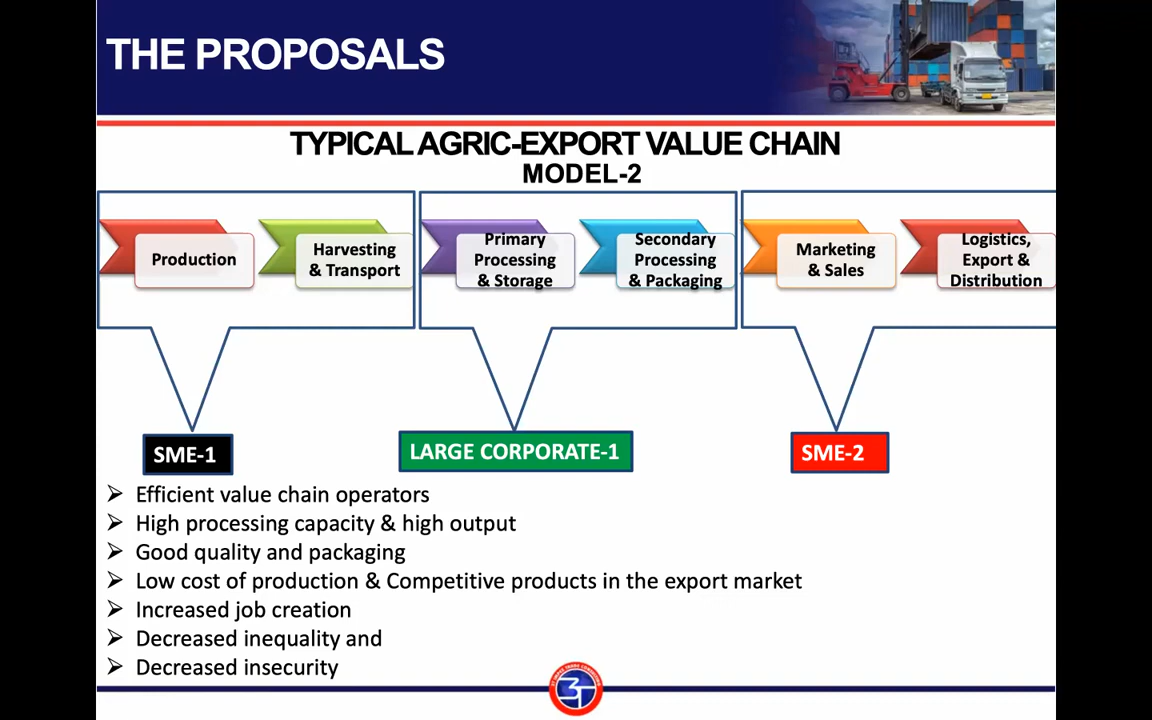 THE PROPOSALS
TYPICAL AGRIC-EXPORT VALUE CHAIN
MODEL-2
Production
Harvesting
& Transport
Primary
Processing
& Storage
Secondary
Processing
& Packaging
Marketing
& Sales
Logistics,
Export &
Distribution
SME-1
LARGE CORPORATE-1
SME-2
➢ Efficient value chain operators
➢ High processing capacity & high output
➢ Good quality and packaging
➢ Low cost of production & Competitive products in the export market
➢ Increased job creation
➢ Decreased inequality and
➢ Decreased insecurity
3T